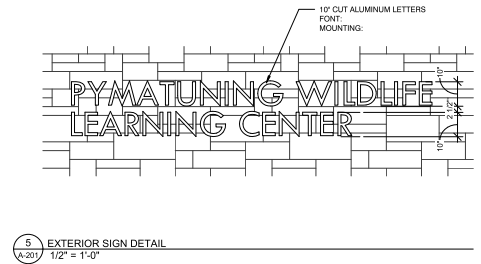 10" CUT ALUMINUM LETTERS
FONT:
MOUNTING:
PYMATUNING WILDLIFE
LEARNING CENTER
10"
2 1/2"
10"
5
A-201
EXTERIOR SIGN DETAIL
1/2" = 1'-0"